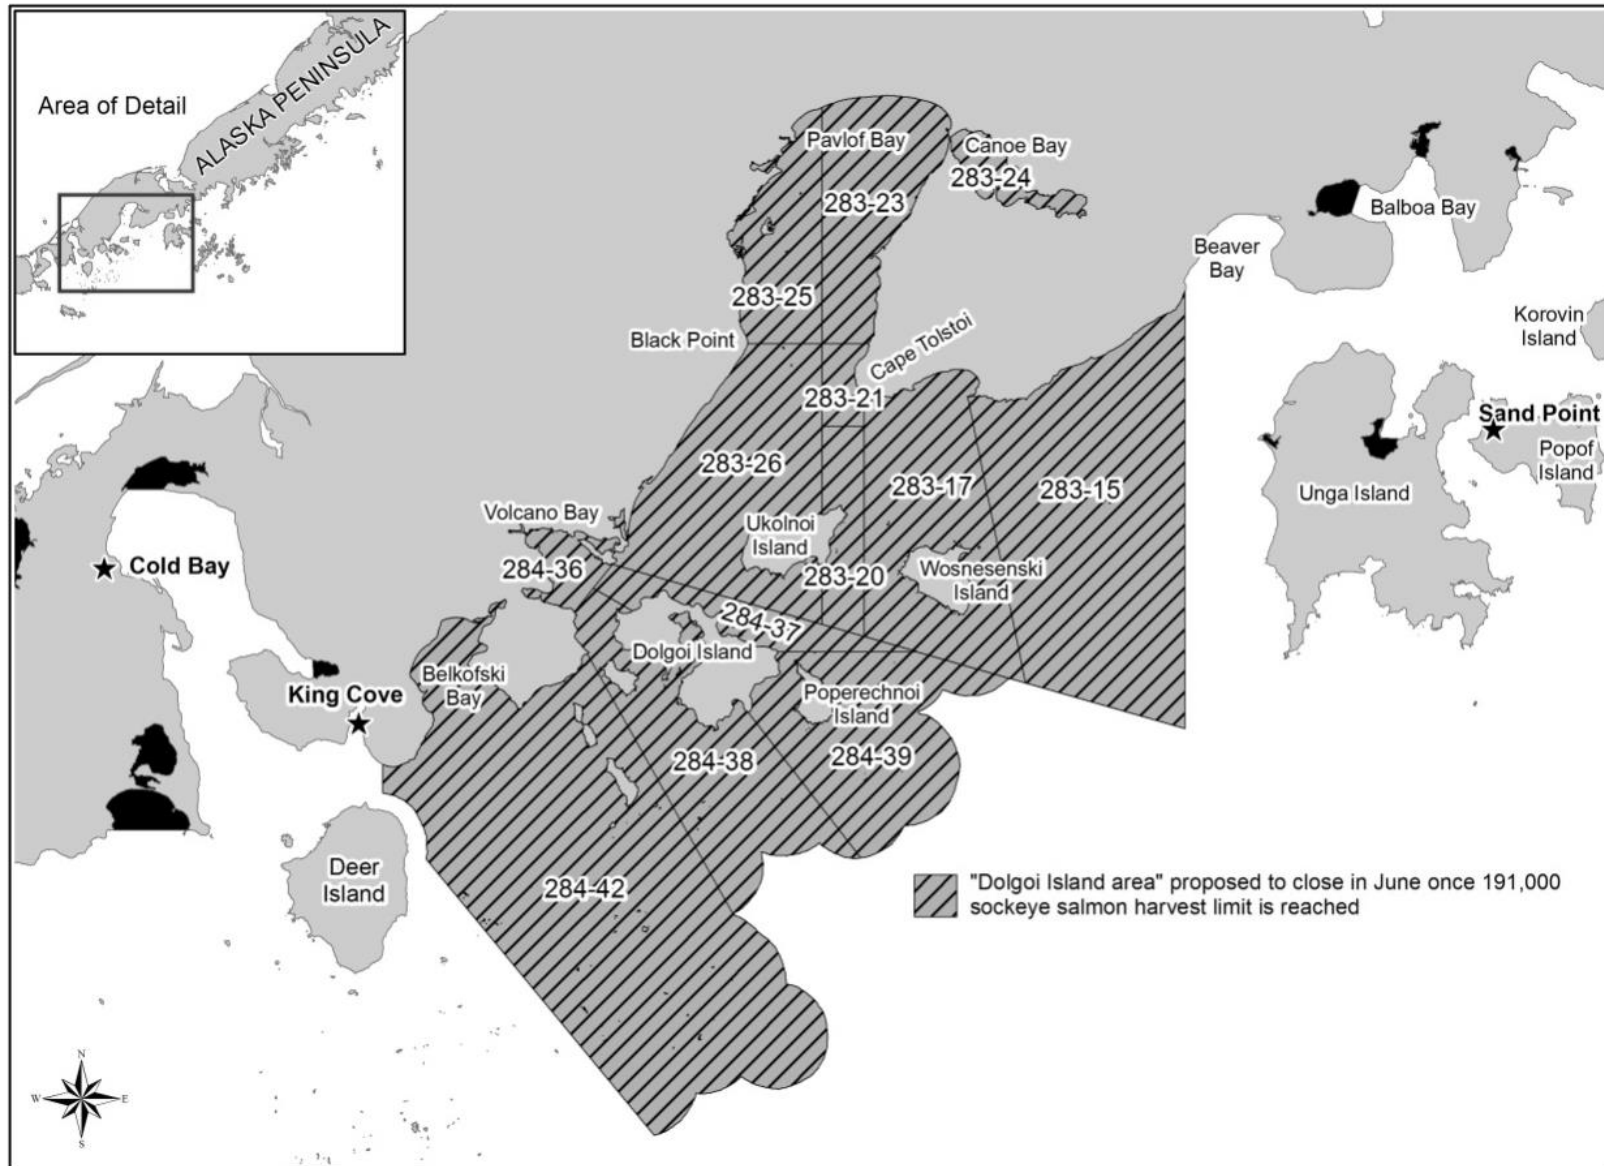 Area of Detail
ALASKA PENINSULA
Pavlof Bay
Canoe Bay
283-24
283-23
Balboa Bay
Beaver
Bay
283-25
Korovin
Island
Black Point
Cape Tolstoi
283-21
Sand Point
Popof
Island
283-26
283-17
283-15
Unga Island
Volcano Bay
Ukolnoi
Island
Cold Bay
284-36
283-20
Wosnesenski
Island
284-37
Dolgoi Island
Belkofski
Bay
King Cove
Poperechnoi
Island
284-38
284-39
Deer
Island
284-42
"Dolgoi Island area" proposed to close in June once 191,000
sockeye salmon harvest limit is reached
N
W
E
S